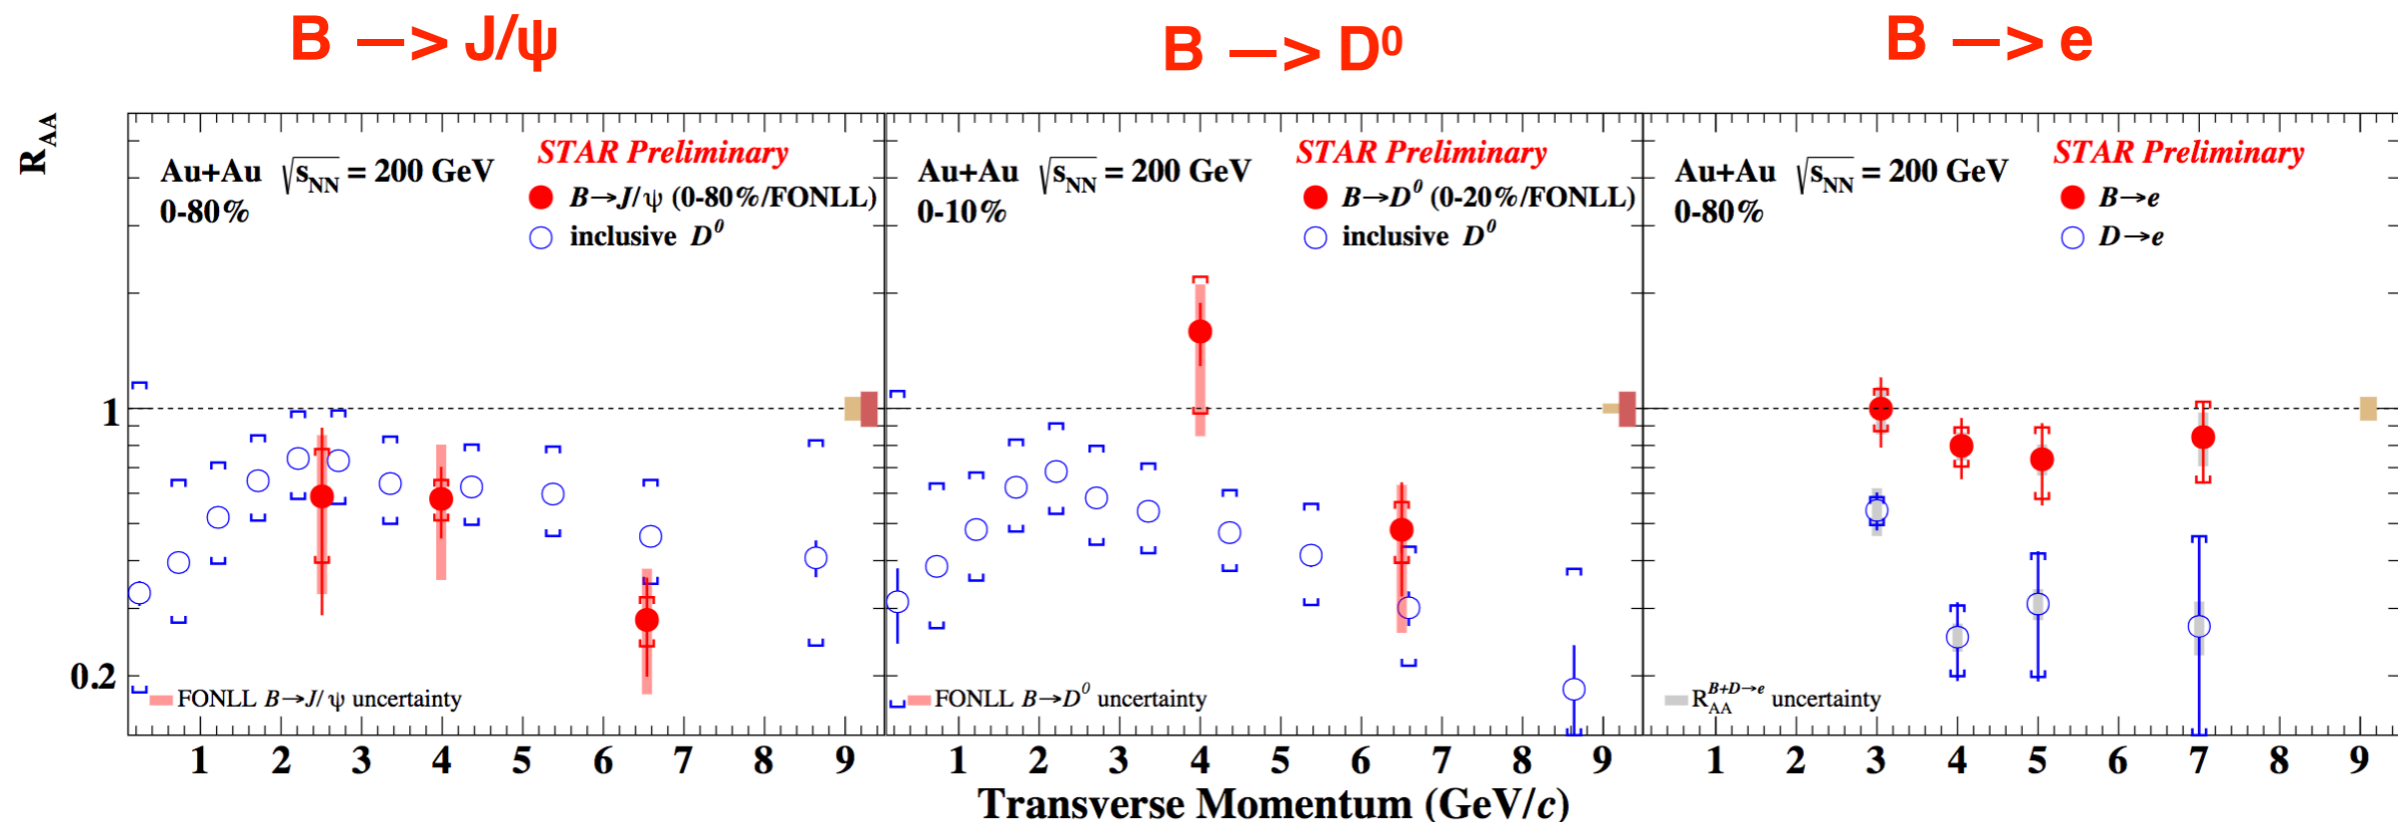 B —> J/ψ
B —> D⁰
B —> e
R_AA
Au+Au √s_NN = 200 GeV
0-80%
STAR Preliminary
B→J/ψ (0-80%/FONLL)
inclusive D⁰
FONLL B→J/ψ uncertainty
Au+Au √s_NN = 200 GeV
0-10%
STAR Preliminary
B→D⁰ (0-20%/FONLL)
inclusive D⁰
FONLL B→D⁰ uncertainty
Au+Au √s_NN = 200 GeV
0-80%
STAR Preliminary
B→e
D→e
R_AA^B+D→e uncertainty
1
0.2
1 2 3 4 5 6 7 8 9
1 2 3 4 5 6 7 8 9
1 2 3 4 5 6 7 8 9
Transverse Momentum (GeV/c)